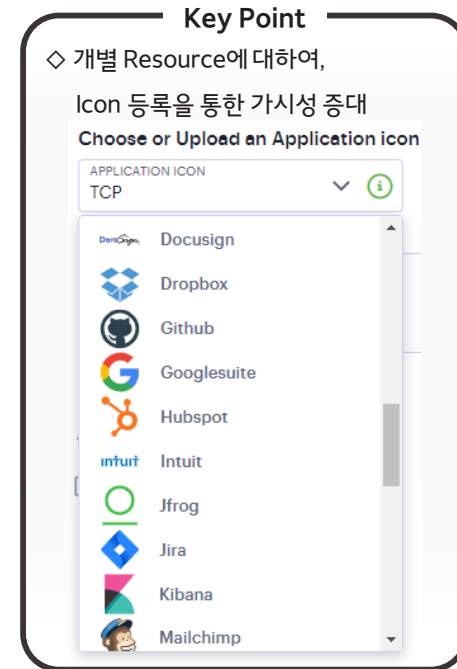 Key Point
◇ 개별 Resource에 대하여,
Icon 등록을 통한 가시성 증대
Choose or Upload an Application icon
APPLICATION ICON
TCP
DocuSign Docusign
Dropbox
Github
Googlesuite
Hubspot
intuit Intuit
Jfrog
Jira
Kibana
Mailchimp